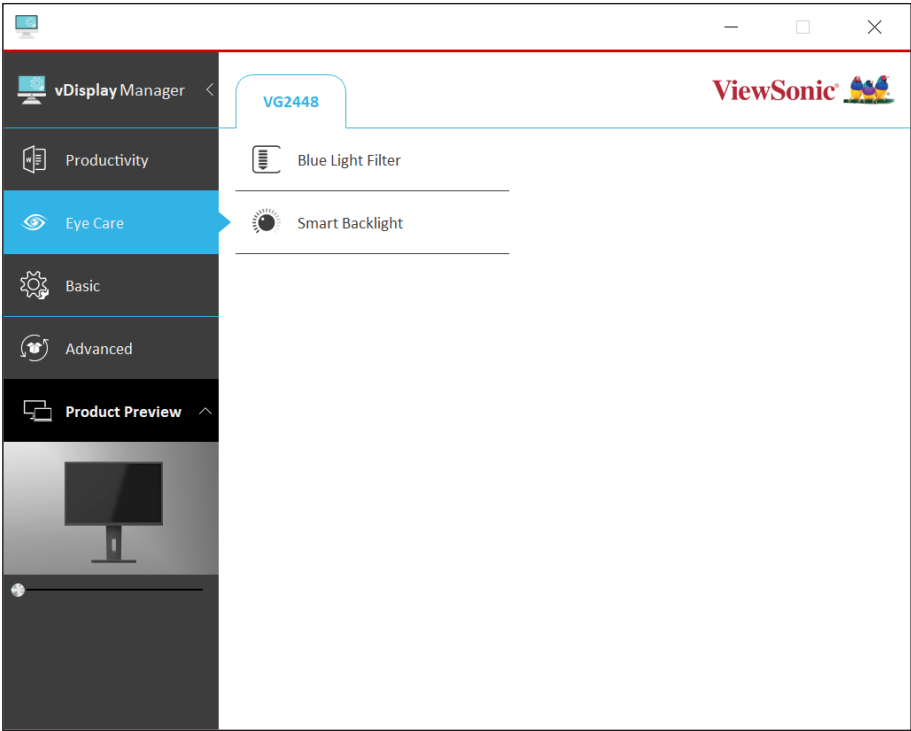 vDisplay Manager
VG2448
ViewSonic
Productivity
Blue Light Filter
Eye Care
Smart Backlight
Basic
Advanced
Product Preview